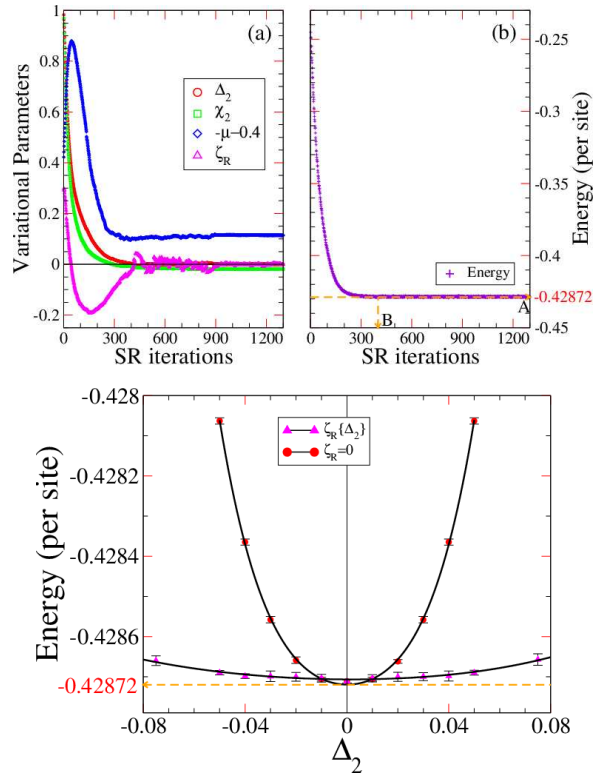 (a)
1
0.8
0.6
0.4
0.2
0
-0.2
Variational Parameters
Δ₂
χ₂
-μ−0.4
ζ_R
0 300 600 900 1200
SR iterations
(b)
-0.25
-0.3
-0.35
-0.4
-0.42872
-0.45
Energy (per site)
Energy
A
B
0 300 600 900 1200
SR iterations
-0.428
-0.4282
-0.4284
-0.4286
-0.42872
Energy (per site)
ζ_R{Δ₂}
ζ_R=0
-0.08 -0.04 0 0.04 0.08
Δ₂